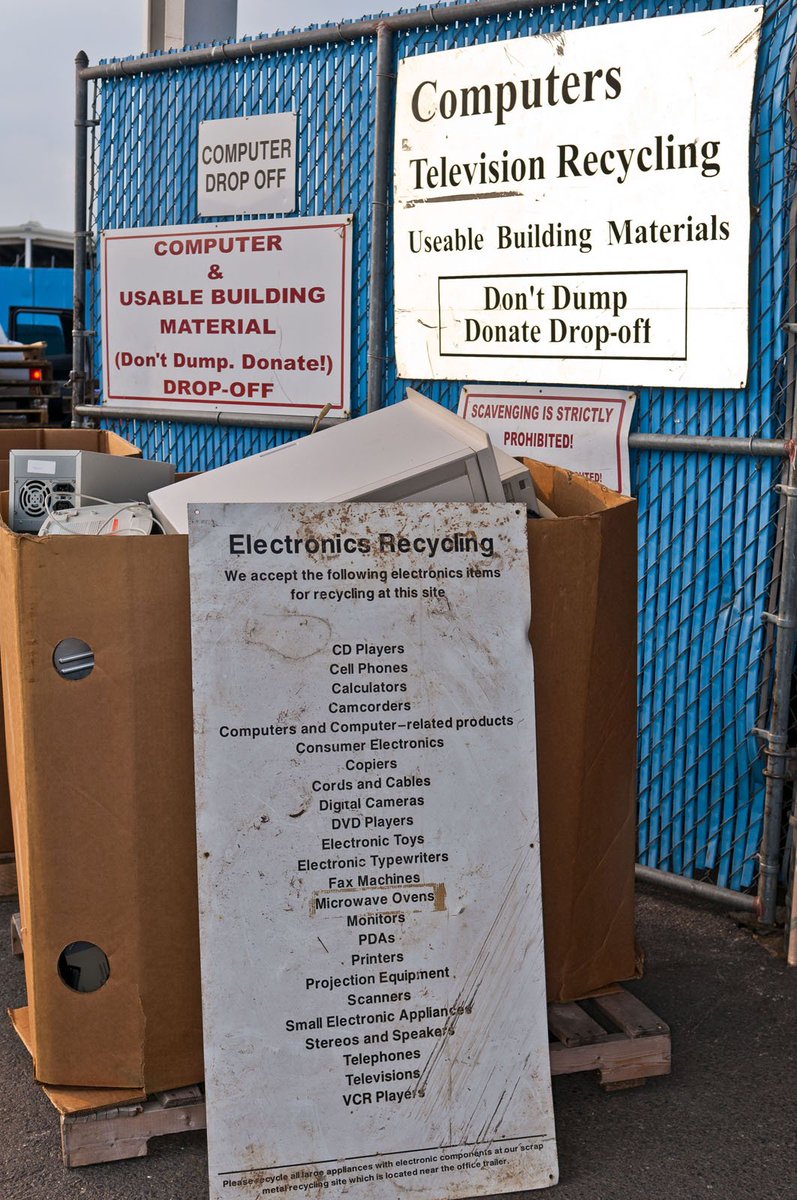 COMPUTER
DROP OFF
COMPUTER
&
USABLE BUILDING
MATERIAL
(Don't Dump. Donate!)
DROP-OFF
Computers
Television Recycling
Useable Building Materials
Don't Dump
Donate Drop-off
SCAVENGING IS STRICTLY
PROHIBITED!
Electronics Recycling
We accept the following electronics items
for recycling at this site
CD Players
Cell Phones
Calculators
Camcorders
Computers and Computer-related products
Consumer Electronics
Copiers
Cords and Cables
Digital Cameras
DVD Players
Electronic Toys
Electronic Typewriters
Fax Machines
Microwave Ovens
Monitors
PDAs
Printers
Projection Equipment
Scanners
Small Electronic Appliances
Stereos and Speakers
Telephones
Televisions
VCR Players
Please recycle all large appliances with electronic components at our scrap
metal recycling site which is located near the office trailer.